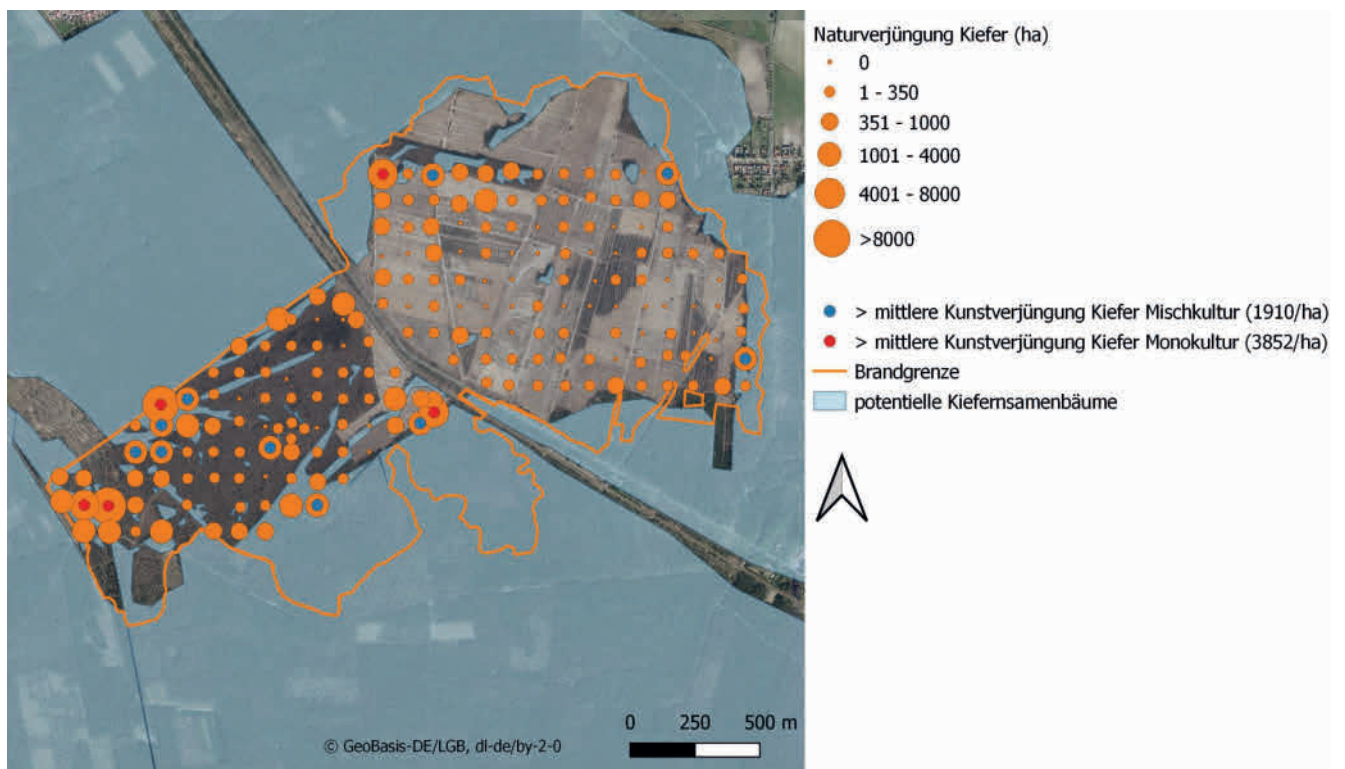 Naturverjüngung Kiefer (ha)
0
1 - 350
351 - 1000
1001 - 4000
4001 - 8000
>8000
> mittlere Kunstverjüngung Kiefer Mischkultur (1910/ha)
> mittlere Kunstverjüngung Kiefer Monokultur (3852/ha)
Brandgrenze
potentielle Kiefernsamenbäume
0 250 500 m
© GeoBasis-DE/LGB, dl-de/by-2-0